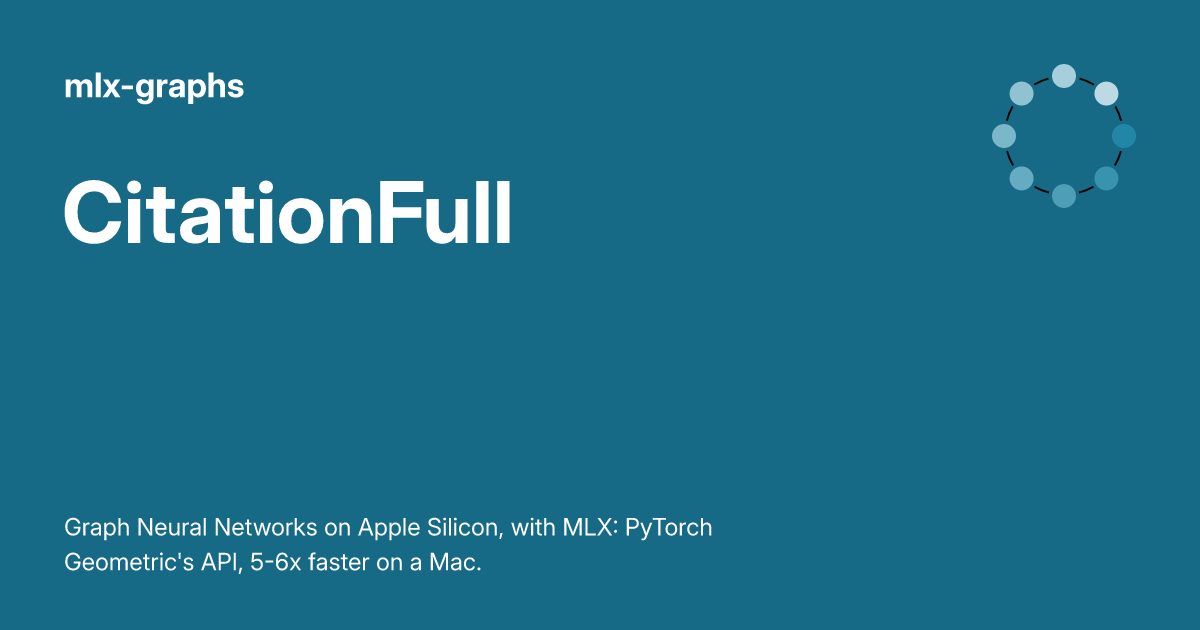 mlx-graphs
CitationFull
Graph Neural Networks on Apple Silicon, with MLX: PyTorch
Geometric's API, 5-6x faster on a Mac.